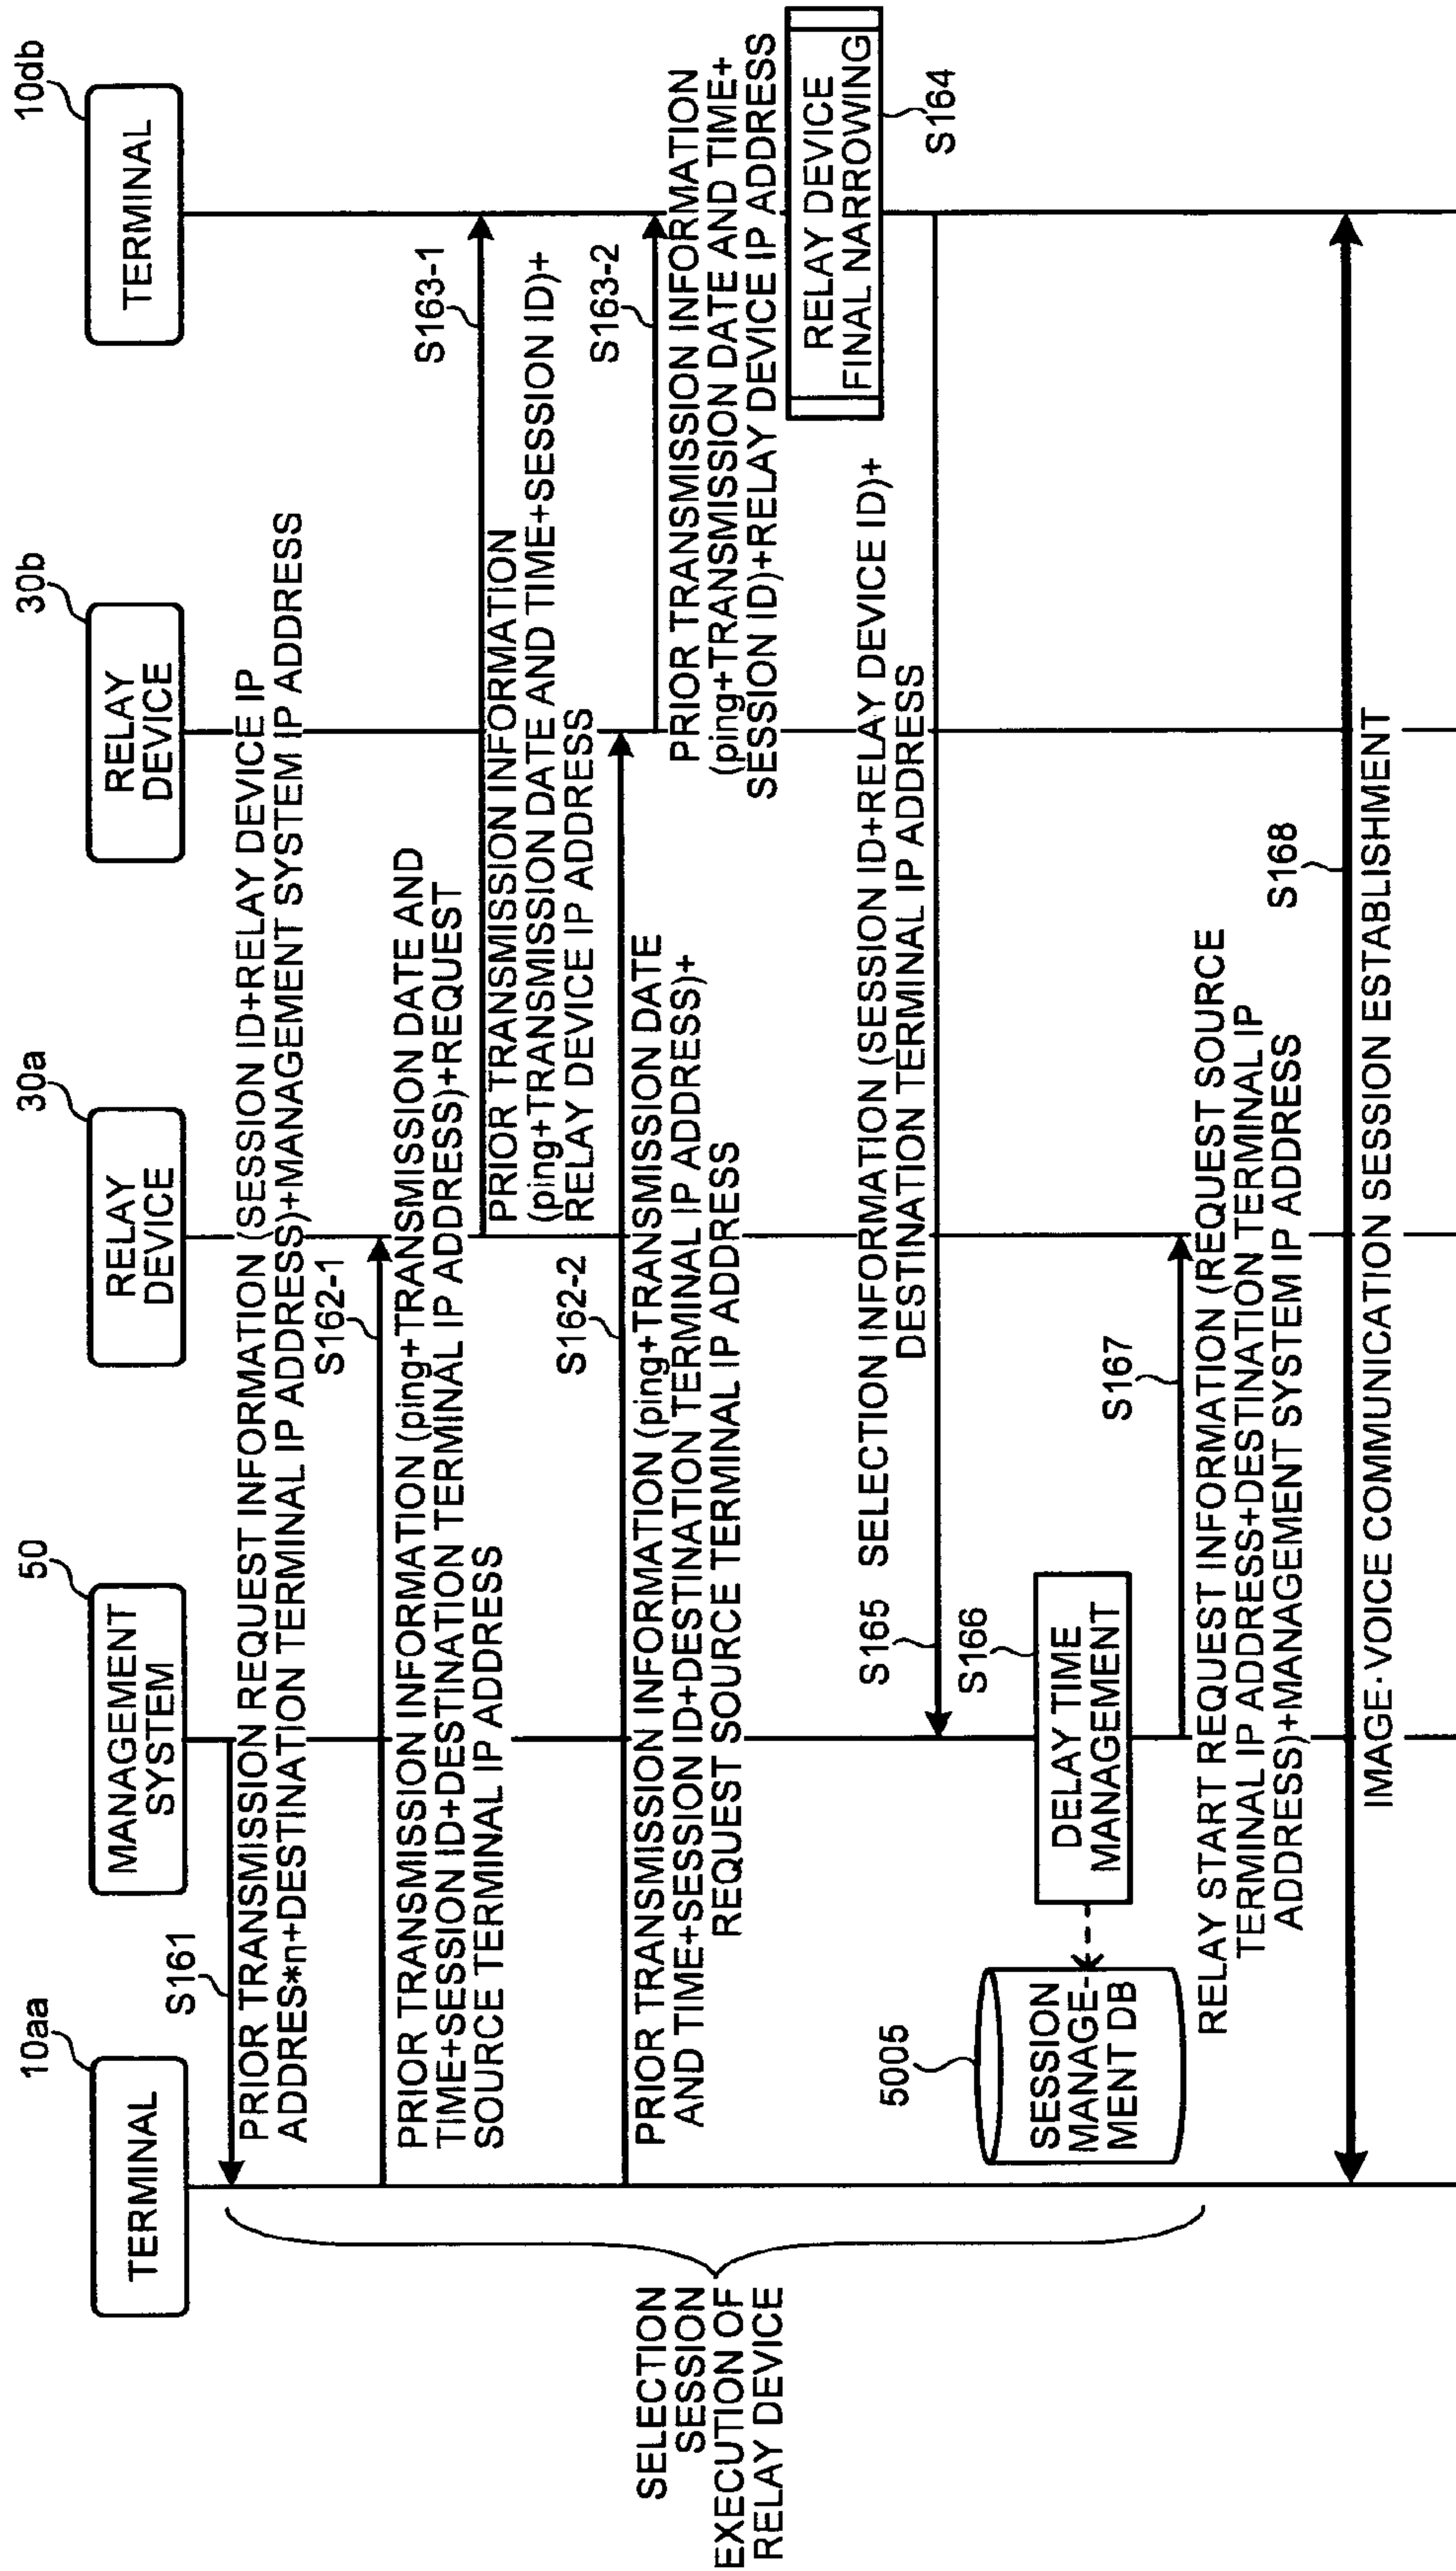 10aa
TERMINAL
50
MANAGEMENT
SYSTEM
30a
RELAY
DEVICE
30b
RELAY
DEVICE
10db
TERMINAL
S161
PRIOR TRANSMISSION REQUEST INFORMATION (SESSION ID+RELAY DEVICE IP
ADDRES*n+DESTINATION TERMINAL IP ADDRESS)+MANAGEMENT SYSTEM IP ADDRESS
S162-1
PRIOR TRANSMISSION INFORMATION (ping+TRANSMISSION DATE AND
TIME+SESSION ID+DESTINATION TERMINAL IP ADDRESS)+REQUEST
SOURCE TERMINAL IP ADDRESS
S163-1
PRIOR TRANSMISSION INFORMATION
(ping+TRANSMISSION DATE AND TIME+SESSION ID)+
RELAY DEVICE IP ADDRESS
S162-2
PRIOR TRANSMISSION INFORMATION (ping+TRANSMISSION DATE
AND TIME+SESSION ID+DESTINATION TERMINAL IP ADDRESS)+
REQUEST SOURCE TERMINAL IP ADDRESS
S163-2
PRIOR TRANSMISSION INFORMATION
(ping+TRANSMISSION DATE AND TIME+
SESSION ID)+RELAY DEVICE IP ADDRESS
RELAY DEVICE
FINAL NARROWING
S164
SELECTION
SESSION
EXECUTION OF
RELAY DEVICE
S165
SELECTION INFORMATION (SESSION ID+RELAY DEVICE ID)+
DESTINATION TERMINAL IP ADDRESS
S166
DELAY TIME
MANAGEMENT
5005
SESSION
MANAGE-
MENT DB
S167
RELAY START REQUEST INFORMATION (REQUEST SOURCE
TERMINAL IP ADDRESS+DESTINATION TERMINAL IP
ADDRESS)+MANAGEMENT SYSTEM IP ADDRESS
S168
IMAGE·VOICE COMMUNICATION SESSION ESTABLISHMENT